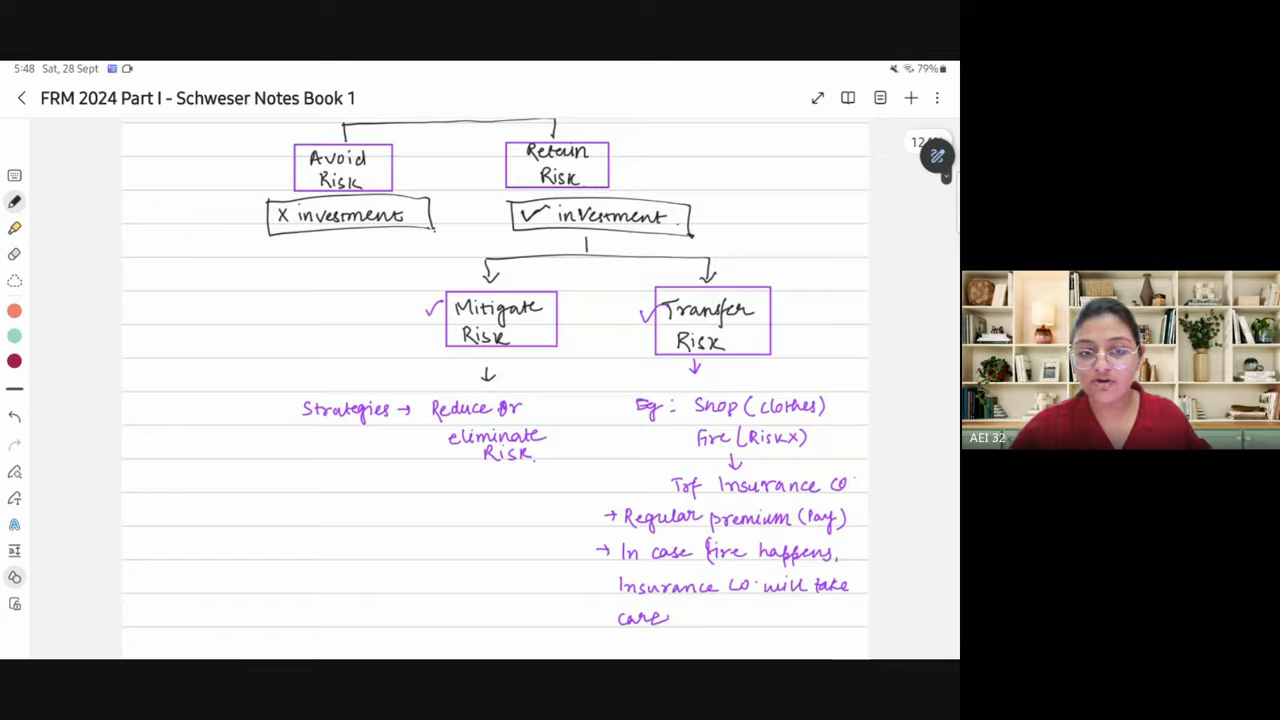 5:48 Sat, 28 Sept
79%
FRM 2024 Part I - Schweser Notes Book 1
124
Avoid Risk
Retain Risk
X investment
✓ investment
✓ Mitigate Risk
✓ Transfer Risk
Strategies → Reduce or
eliminate
Risk.
Eg : Shop (clothes)
Fire (Risk X)
Trf Insurance co.
→ Regular premium (Pay)
→ In case fire happens,
Insurance co. will take
care
AEI 32